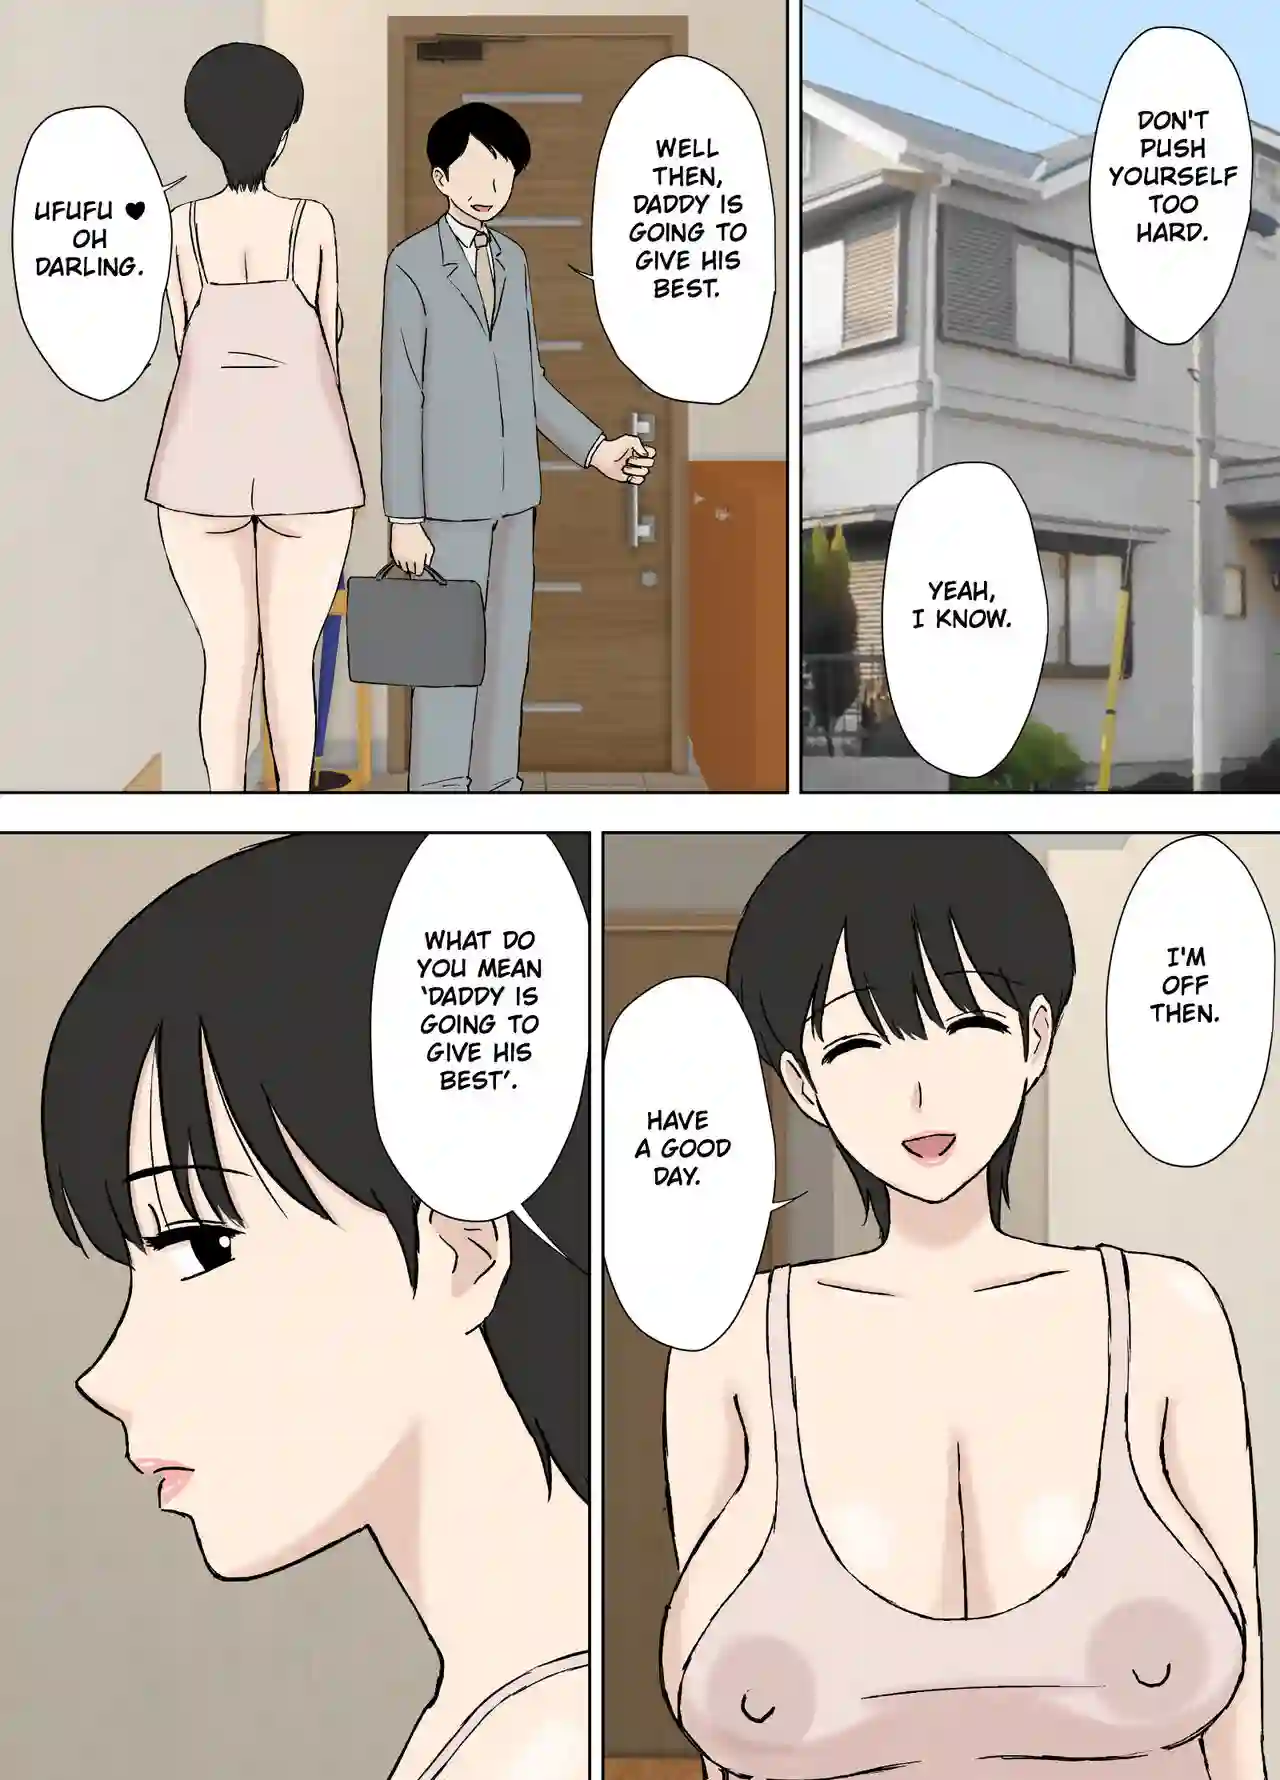 DON'T
PUSH
YOURSELF
TOO
HARD.
YEAH,
I KNOW.
WELL
THEN,
DADDY IS
GOING TO
GIVE HIS
BEST.
UFUFU ♥
OH
DARLING.
I'M
OFF
THEN.
HAVE
A GOOD
DAY.
WHAT DO
YOU MEAN
'DADDY IS
GOING TO
GIVE HIS
BEST'.